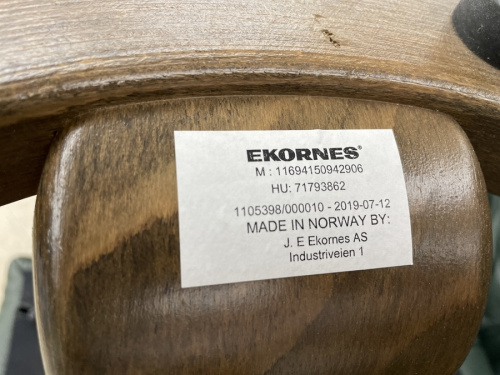 EKORNES®
M : 11694150942906
HU: 71793862
1105398/000010 - 2019-07-12
MADE IN NORWAY BY:
J. E Ekornes AS
Industriveien 1